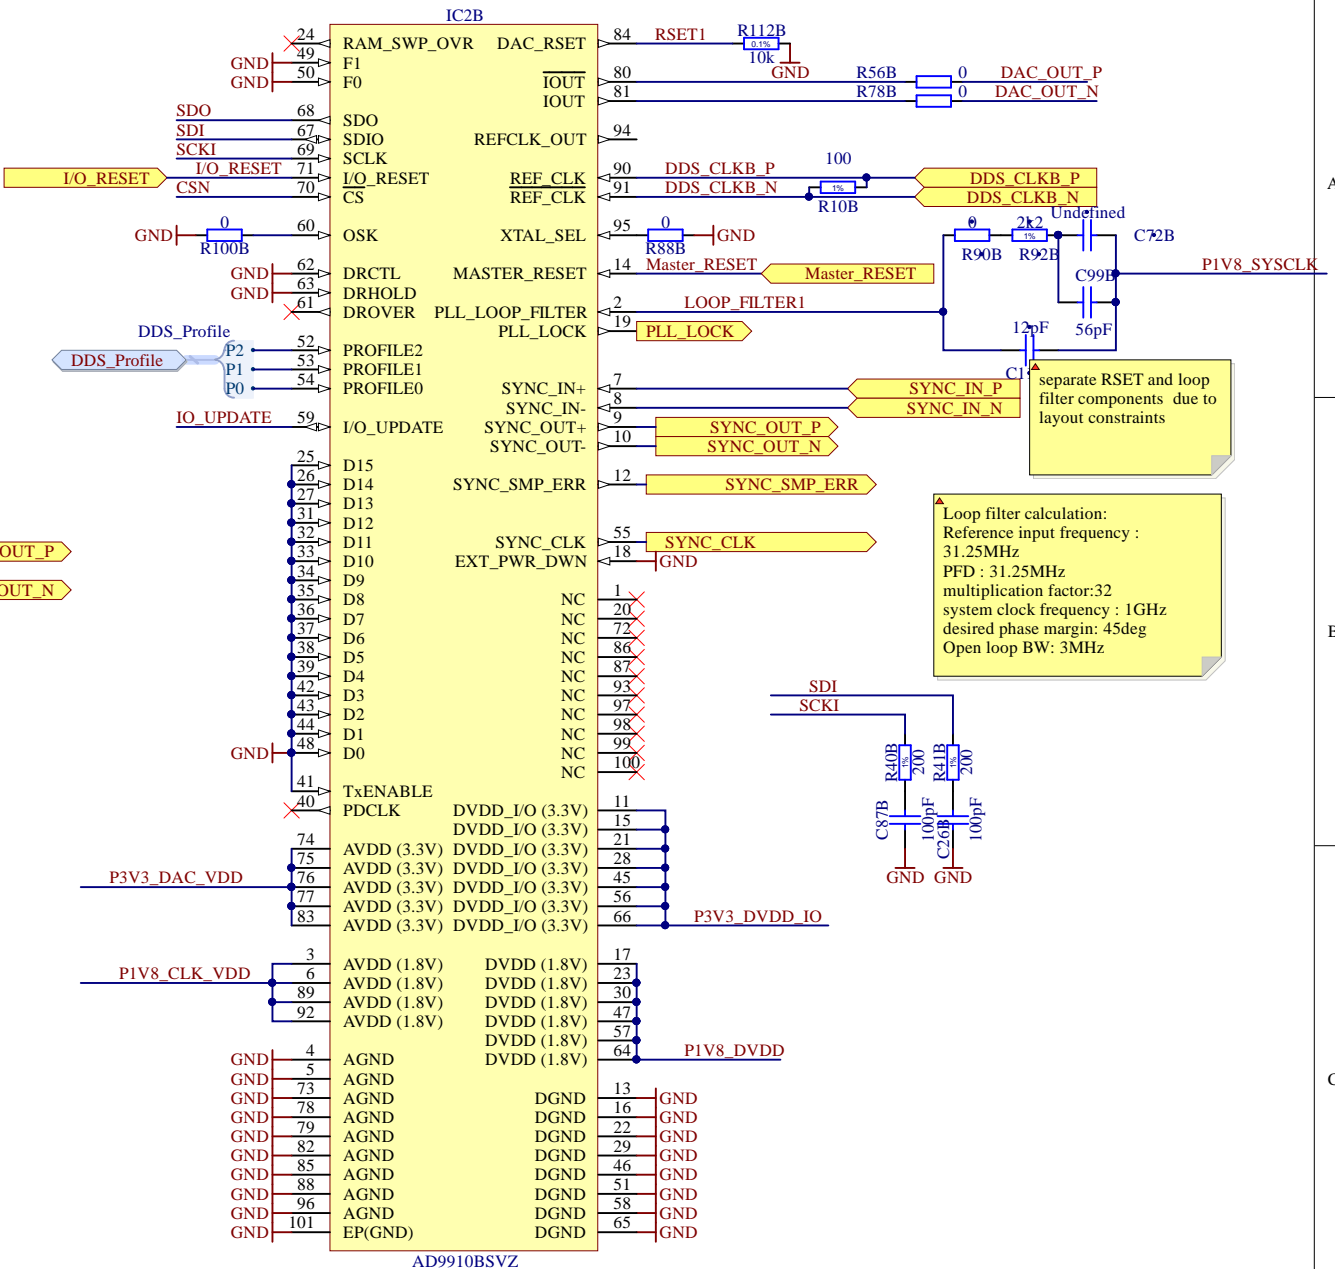 IC2B
24 RAM_SWP_OVR
GND 49 F1
GND 50 F0
SDO 68 SDO
SDI 67 SDIO
SCKI 69 SCLK
I/O_RESET I/O_RESET 71 I/O_RESET
CSN 70 CS
GND 0 R100B 60 OSK
GND 62 DRCTL
GND 63 DRHOLD
61 DROVER
DDS_Profile
DDS_Profile
P2 52 PROFILE2
P1 53 PROFILE1
P0 54 PROFILE0
IO_UPDATE 59 I/O_UPDATE
25 D15
26 D14
27 D13
31 D12
32 D11
33 D10
34 D9
35 D8
36 D7
37 D6
38 D5
39 D4
42 D3
43 D2
44 D1
GND 48 D0
41 TxENABLE
40 PDCLK
OUT_P
OUT_N
74 AVDD (3.3V)
75 AVDD (3.3V)
P3V3_DAC_VDD 76 AVDD (3.3V)
77 AVDD (3.3V)
83 AVDD (3.3V)
3 AVDD (1.8V)
P1V8_CLK_VDD 6 AVDD (1.8V)
89 AVDD (1.8V)
92 AVDD (1.8V)
GND 4 AGND
GND 5 AGND
GND 73 AGND
GND 78 AGND
GND 79 AGND
GND 82 AGND
GND 85 AGND
GND 88 AGND
GND 96 AGND
GND 101 EP(GND)
DAC_RSET 84 RSET1 R112B 0.1% 10k GND
IOUT 80 R56B 0 DAC_OUT_P
IOUT 81 R78B 0 DAC_OUT_N
REFCLK_OUT 94
REF_CLK 90 DDS_CLKB_P DDS_CLKB_P
REF_CLK 91 DDS_CLKB_N DDS_CLKB_N
100 1% R10B
XTAL_SEL 95 0 R88B GND
MASTER_RESET 14 Master_RESET Master_RESET
PLL_LOOP_FILTER 2 LOOP_FILTER1
PLL_LOCK 19 PLL_LOCK
0 R90B
2k2 1% R92B
Undefined C72B
C99B 56pF
12pF C1
P1V8_SYSCLK
SYNC_IN+ 7 SYNC_IN_P
SYNC_IN- 8 SYNC_IN_N
SYNC_OUT+ 9 SYNC_OUT_P
SYNC_OUT- 10 SYNC_OUT_N
SYNC_SMP_ERR 12 SYNC_SMP_ERR
SYNC_CLK 55 SYNC_CLK
EXT_PWR_DWN 18 GND
separate RSET and loop
filter components due to
layout constraints
Loop filter calculation:
Reference input frequency :
31.25MHz
PFD : 31.25MHz
multiplication factor:32
system clock frequency : 1GHz
desired phase margin: 45deg
Open loop BW: 3MHz
NC 1
NC 20
NC 72
NC 86
NC 87
NC 93
NC 97
NC 98
NC 99
NC 100
SDI
SCKI
R40B 1% 200
R41B 1% 200
C87B 100pF
C26B 100pF
GND GND
DVDD_I/O (3.3V) 11
DVDD_I/O (3.3V) 15
DVDD_I/O (3.3V) 21
DVDD_I/O (3.3V) 28
DVDD_I/O (3.3V) 45
DVDD_I/O (3.3V) 56
DVDD_I/O (3.3V) 66 P3V3_DVDD_IO
DVDD (1.8V) 17
DVDD (1.8V) 23
DVDD (1.8V) 30
DVDD (1.8V) 47
DVDD (1.8V) 57
DVDD (1.8V) 64 P1V8_DVDD
DGND 13 GND
DGND 16 GND
DGND 22 GND
DGND 29 GND
DGND 46 GND
DGND 51 GND
DGND 58 GND
DGND 65 GND
AD9910BSVZ
A
B
C